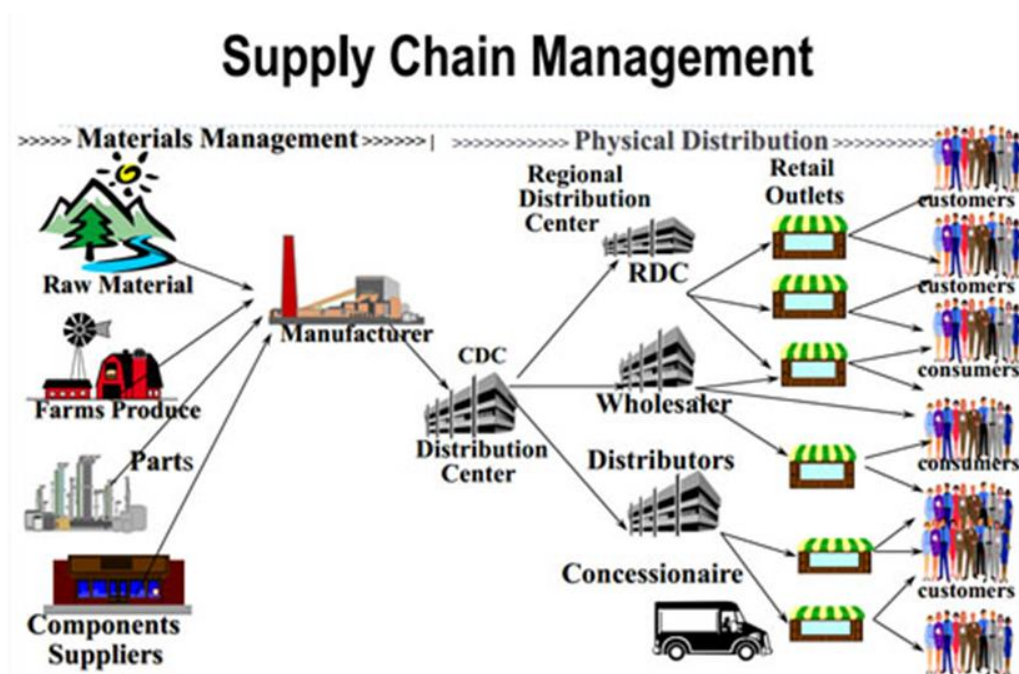 Supply Chain Management
>>>>> Materials Management >>>>>> | >>>>>>>>>>> Physical Distribution >>>>>>>>>>
Raw Material
Farms Produce
Parts
Components
Suppliers
Manufacturer
CDC
Distribution
Center
Regional
Distribution
Center
RDC
Wholesaler
Distributors
Concessionaire
Retail
Outlets
customers
customers
consumers
consumers
customers